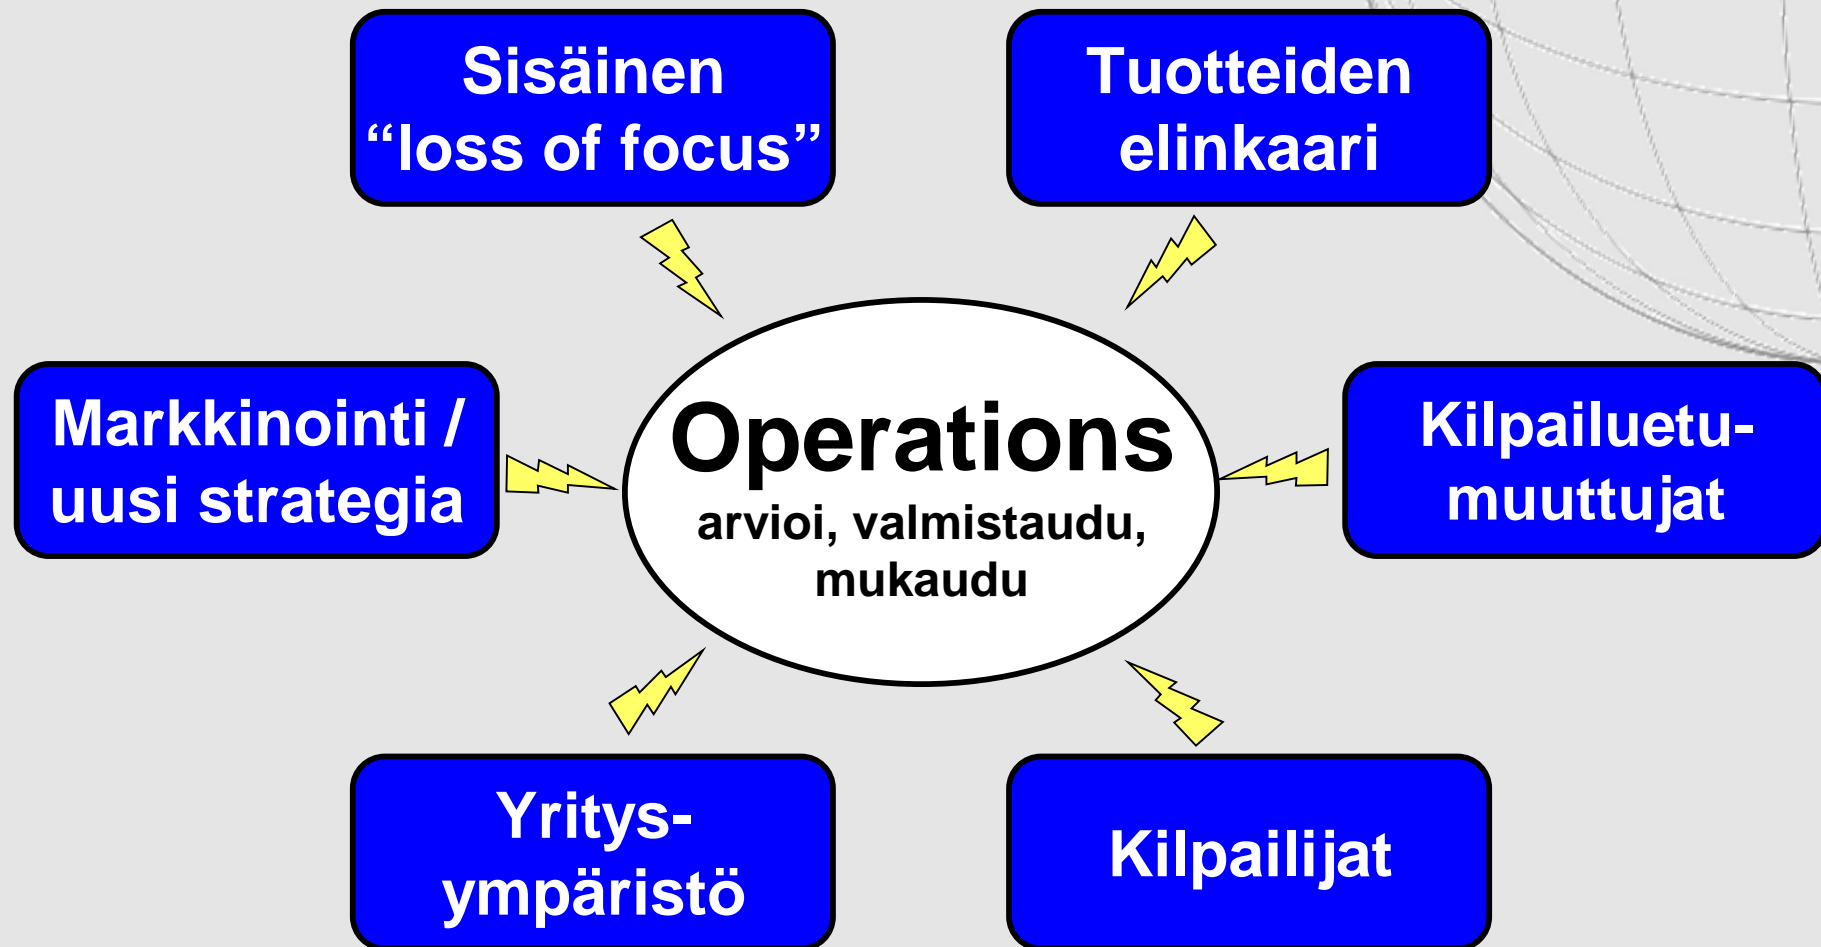 Sisäinen
“loss of focus”
Tuotteiden
elinkaari
Markkinointi /
uusi strategia
Operations
arvioi, valmistaudu,
mukaudu
Kilpailuetu-
muuttujat
Yritys-
ympäristö
Kilpailijat